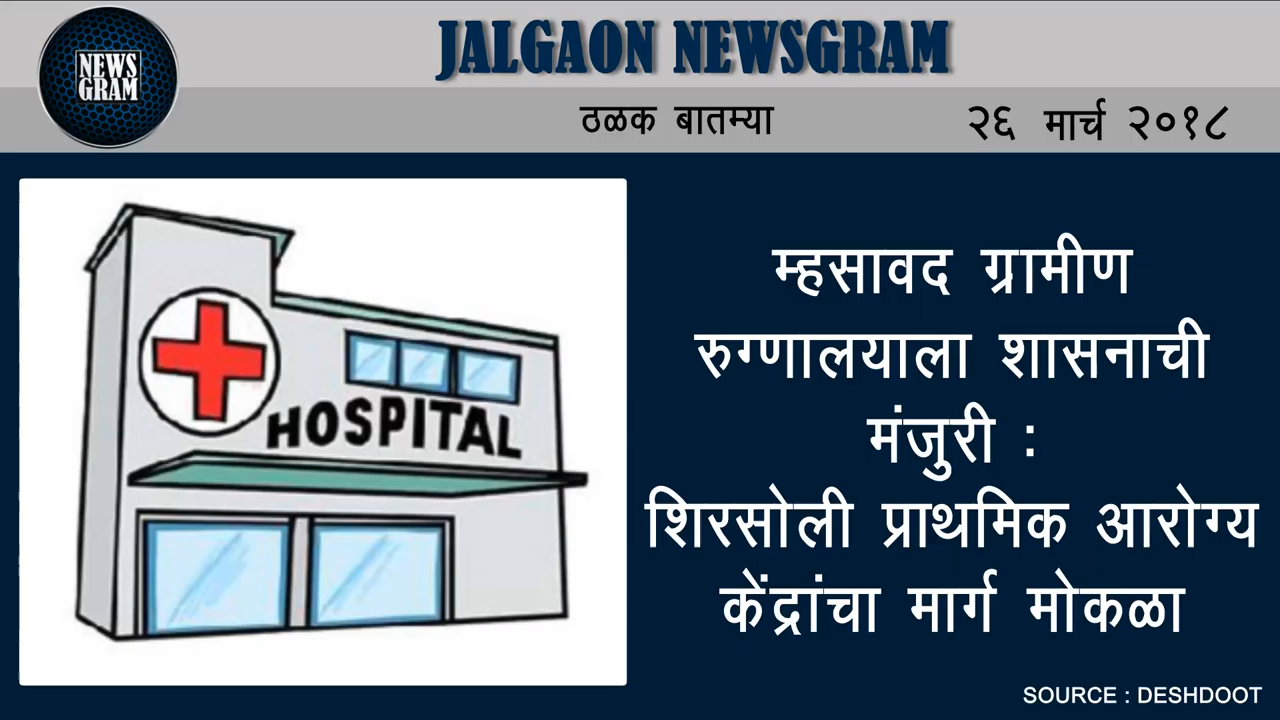 NEWS
GRAM
JALGAON NEWSGRAM
ठळक बातम्या
२६ मार्च २०१८
HOSPITAL
म्हसावद ग्रामीण
रुग्णालयाला शासनाची
मंजुरी :
शिरसोली प्राथमिक आरोग्य
केंद्रांचा मार्ग मोकळा
SOURCE : DESHDOOT